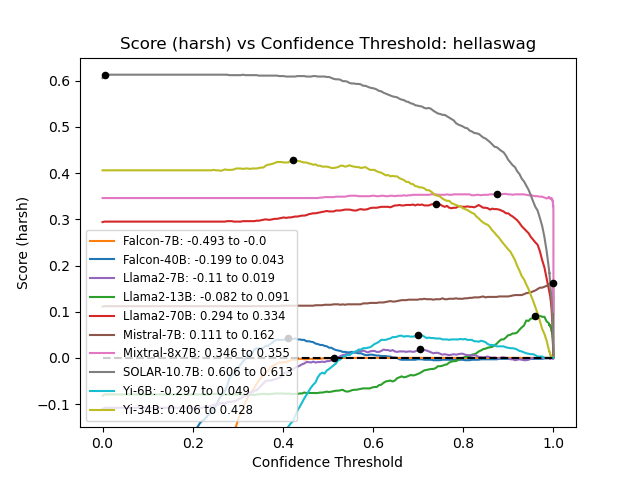 Score (harsh) vs Confidence Threshold: hellaswag
Score (harsh)
0.6
0.5
0.4
0.3
0.2
0.1
0.0
−0.1
Falcon-7B: -0.493 to -0.0
Falcon-40B: -0.199 to 0.043
Llama2-7B: -0.11 to 0.019
Llama2-13B: -0.082 to 0.091
Llama2-70B: 0.294 to 0.334
Mistral-7B: 0.111 to 0.162
Mixtral-8x7B: 0.346 to 0.355
SOLAR-10.7B: 0.606 to 0.613
Yi-6B: -0.297 to 0.049
Yi-34B: 0.406 to 0.428
0.0 0.2 0.4 0.6 0.8 1.0
Confidence Threshold